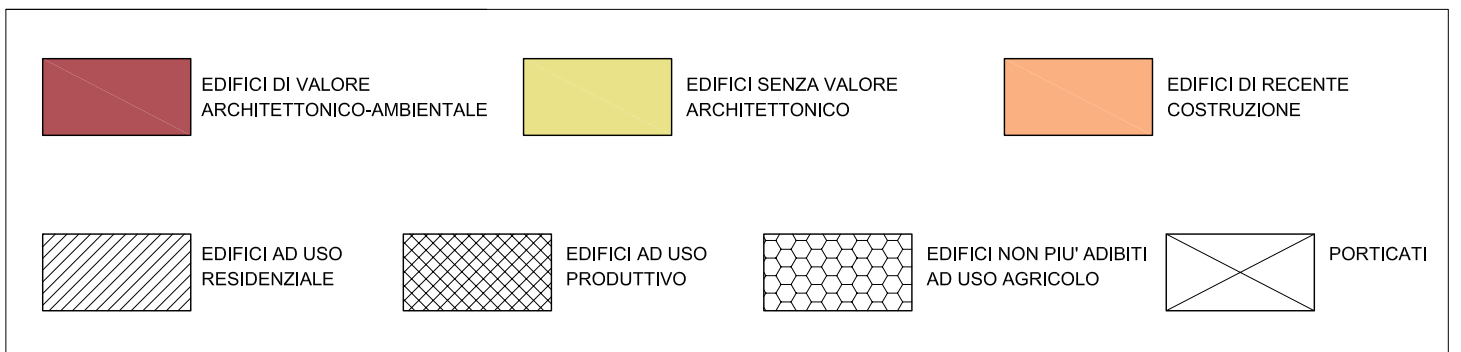 EDIFICI DI VALORE
ARCHITETTONICO-AMBIENTALE
EDIFICI SENZA VALORE
ARCHITETTONICO
EDIFICI DI RECENTE
COSTRUZIONE
EDIFICI AD USO
RESIDENZIALE
EDIFICI AD USO
PRODUTTIVO
EDIFICI NON PIU' ADIBITI
AD USO AGRICOLO
PORTICATI